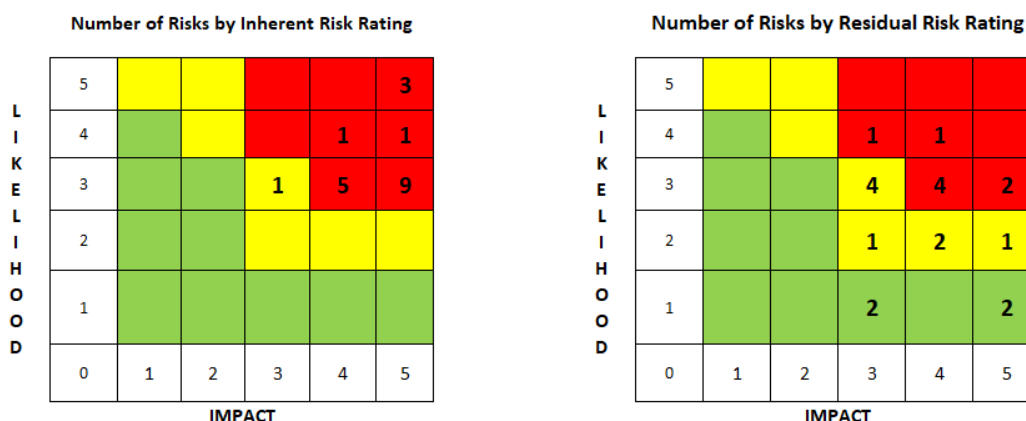 Number of Risks by Inherent Risk Rating
LIKELIHOOD
5 3
4 1 1
3 1 5 9
2
1
0 1 2 3 4 5
IMPACT
Number of Risks by Residual Risk Rating
LIKELIHOOD
5
4 1 1
3 4 4 2
2 1 2 1
1 2 2
0 1 2 3 4 5
IMPACT